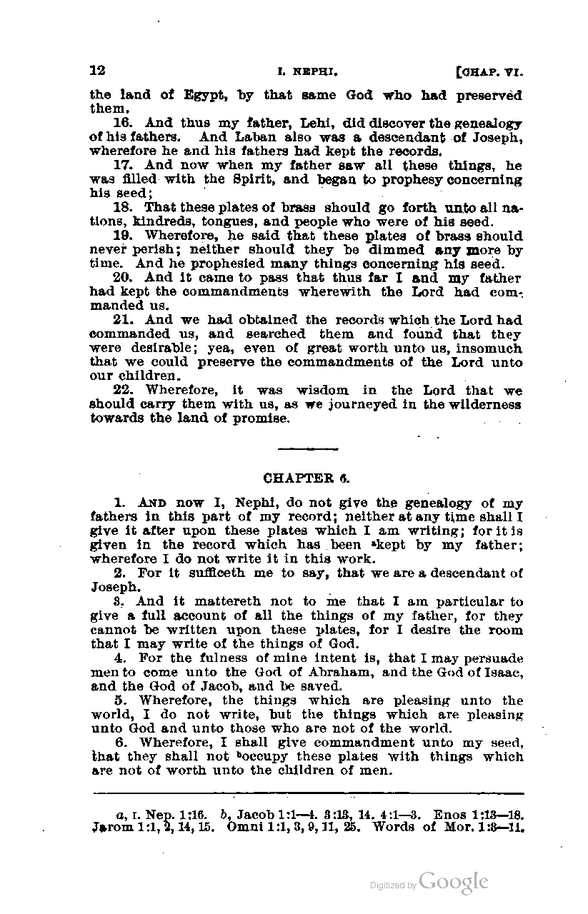 12 I. NEPHI. [CHAP. VI.
the land of Egypt, by that same God who had preserved
them.
16. And thus my father, Lehi, did discover the genealogy
of his fathers. And Laban also was a descendant of Joseph,
wherefore he and his fathers had kept the records.
17. And now when my father saw all these things, he
was filled with the Spirit, and began to prophesy concerning
his seed;
18. That these plates of brass should go forth unto all na-
tions, kindreds, tongues, and people who were of his seed.
19. Wherefore, he said that these plates of brass should
never perish; neither should they be dimmed any more by
time. And he prophesied many things concerning his seed.
20. And it came to pass that thus far I and my father
had kept the commandments wherewith the Lord had com-
manded us.
21. And we had obtained the records which the Lord had
commanded us, and searched them and found that they
were desirable; yea, even of great worth unto us, insomuch
that we could preserve the commandments of the Lord unto
our children.
22. Wherefore, it was wisdom in the Lord that we
should carry them with us, as we journeyed in the wilderness
towards the land of promise.
CHAPTER 6.
1. AND now I, Nephi, do not give the genealogy of my
fathers in this part of my record; neither at any time shall I
give it after upon these plates which I am writing; for it is
given in the record which has been ᵃkept by my father;
wherefore I do not write it in this work.
2. For it sufficeth me to say, that we are a descendant of
Joseph.
3. And it mattereth not to me that I am particular to
give a full account of all the things of my father, for they
cannot be written upon these plates, for I desire the room
that I may write of the things of God.
4. For the fulness of mine intent is, that I may persuade
men to come unto the God of Abraham, and the God of Isaac,
and the God of Jacob, and be saved.
5. Wherefore, the things which are pleasing unto the
world, I do not write, but the things which are pleasing
unto God and unto those who are not of the world.
6. Wherefore, I shall give commandment unto my seed,
that they shall not ᵇoccupy these plates with things which
are not of worth unto the children of men.
a, I. Nep. 1:16. b, Jacob 1:1—4. 3:13, 14. 4:1—3. Enos 1:13—18.
Jarom 1:1, 2, 14, 15. Omni 1:1, 3, 9, 11, 25. Words of Mor. 1:3—11.
Digitized by Google